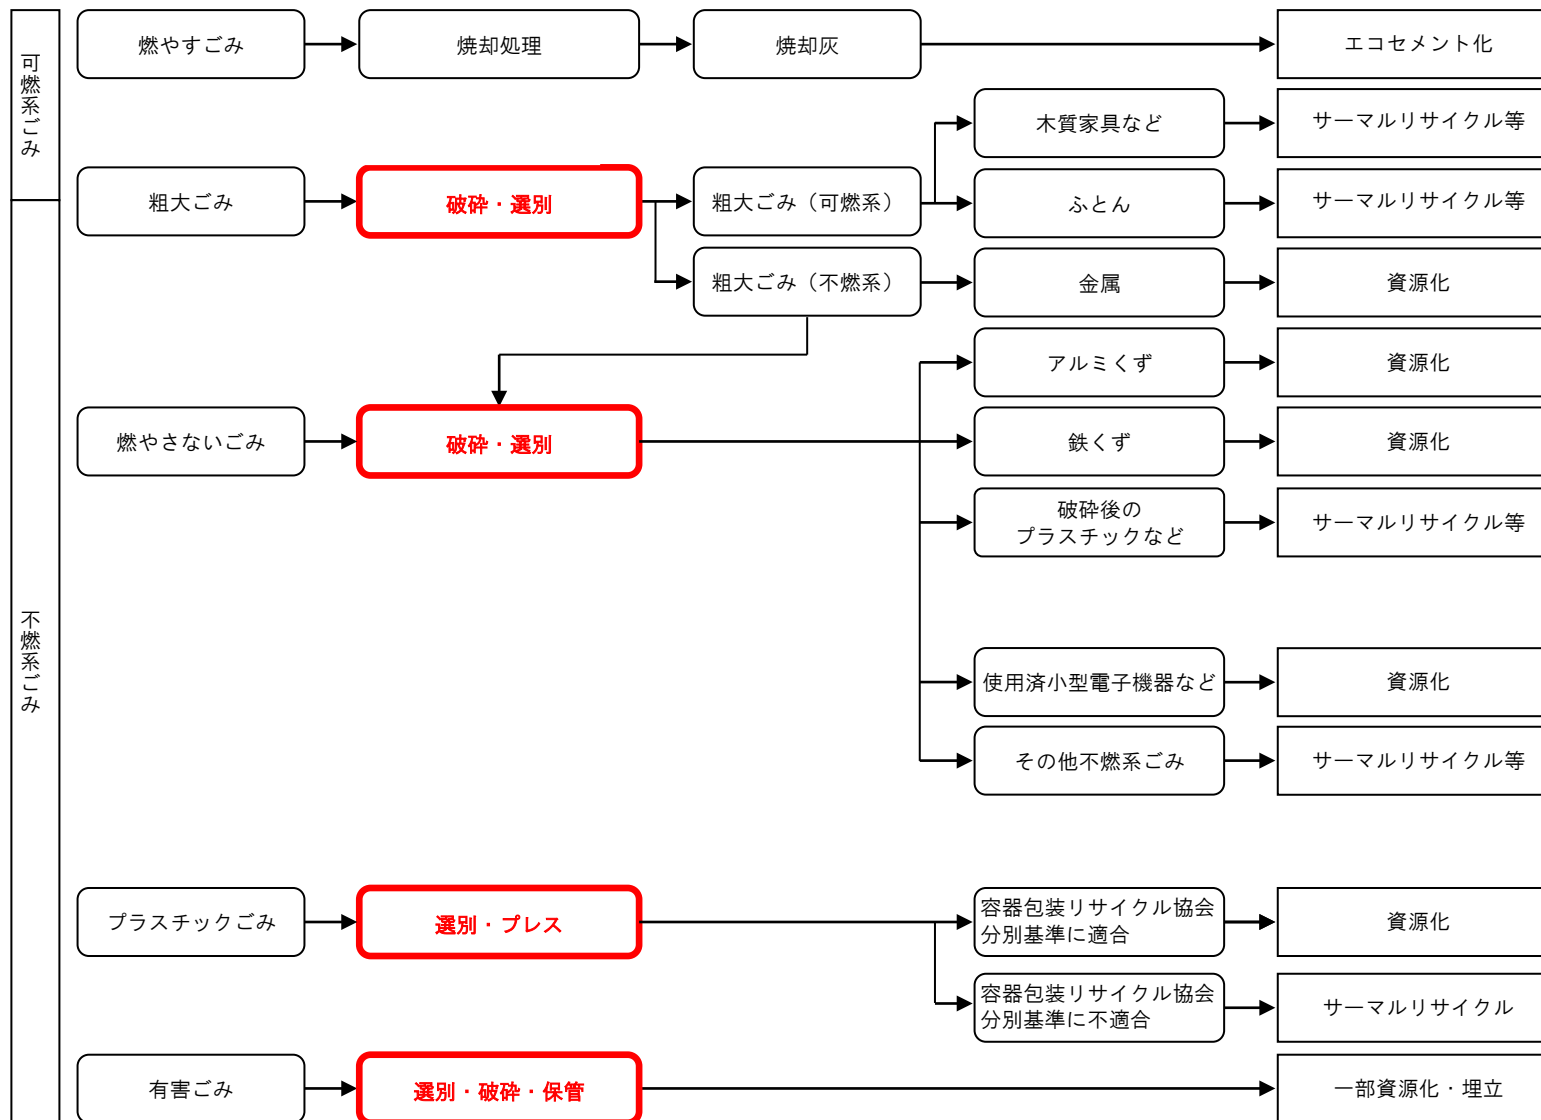 可燃系ごみ
燃やすごみ
焼却処理
焼却灰
エコセメント化
木質家具など
サーマルリサイクル等
粗大ごみ
破砕・選別
粗大ごみ（可燃系）
ふとん
サーマルリサイクル等
粗大ごみ（不燃系）
金属
資源化
不燃系ごみ
アルミくず
資源化
燃やさないごみ
破砕・選別
鉄くず
資源化
破砕後の
プラスチックなど
サーマルリサイクル等
使用済小型電子機器など
資源化
その他不燃系ごみ
サーマルリサイクル等
プラスチックごみ
選別・プレス
容器包装リサイクル協会
分別基準に適合
資源化
容器包装リサイクル協会
分別基準に不適合
サーマルリサイクル
有害ごみ
選別・破砕・保管
一部資源化・埋立